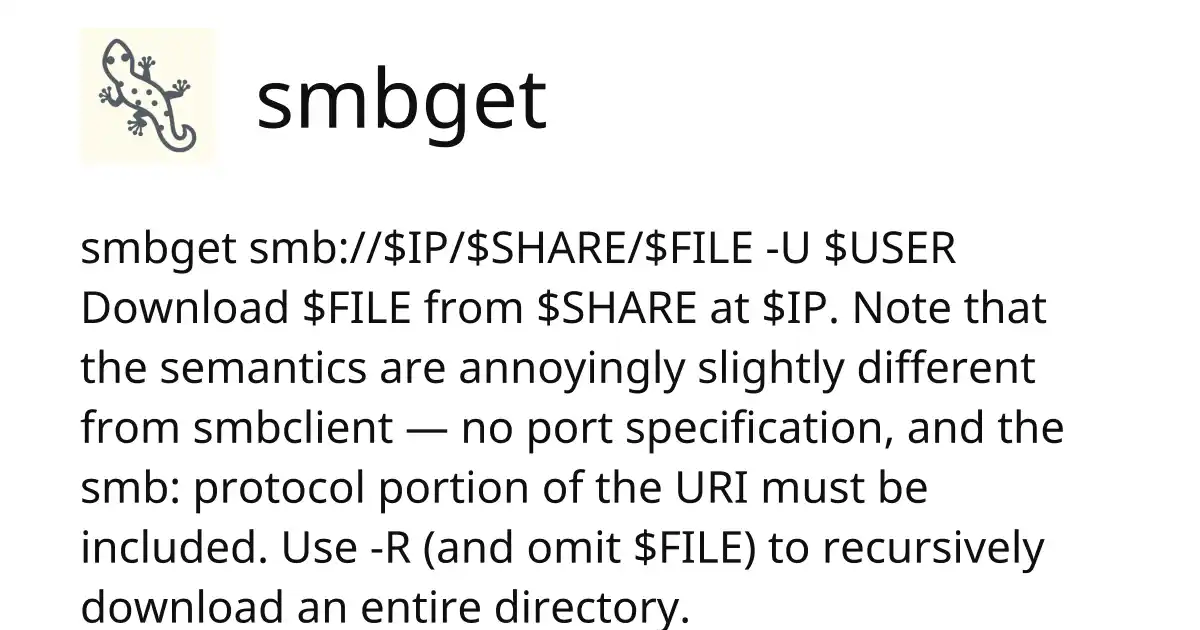 smbget
smbget smb://$IP/$SHARE/$FILE -U $USER
Download $FILE from $SHARE at $IP. Note that
the semantics are annoyingly slightly different
from smbclient — no port specification, and the
smb: protocol portion of the URI must be
included. Use -R (and omit $FILE) to recursively
download an entire directory.